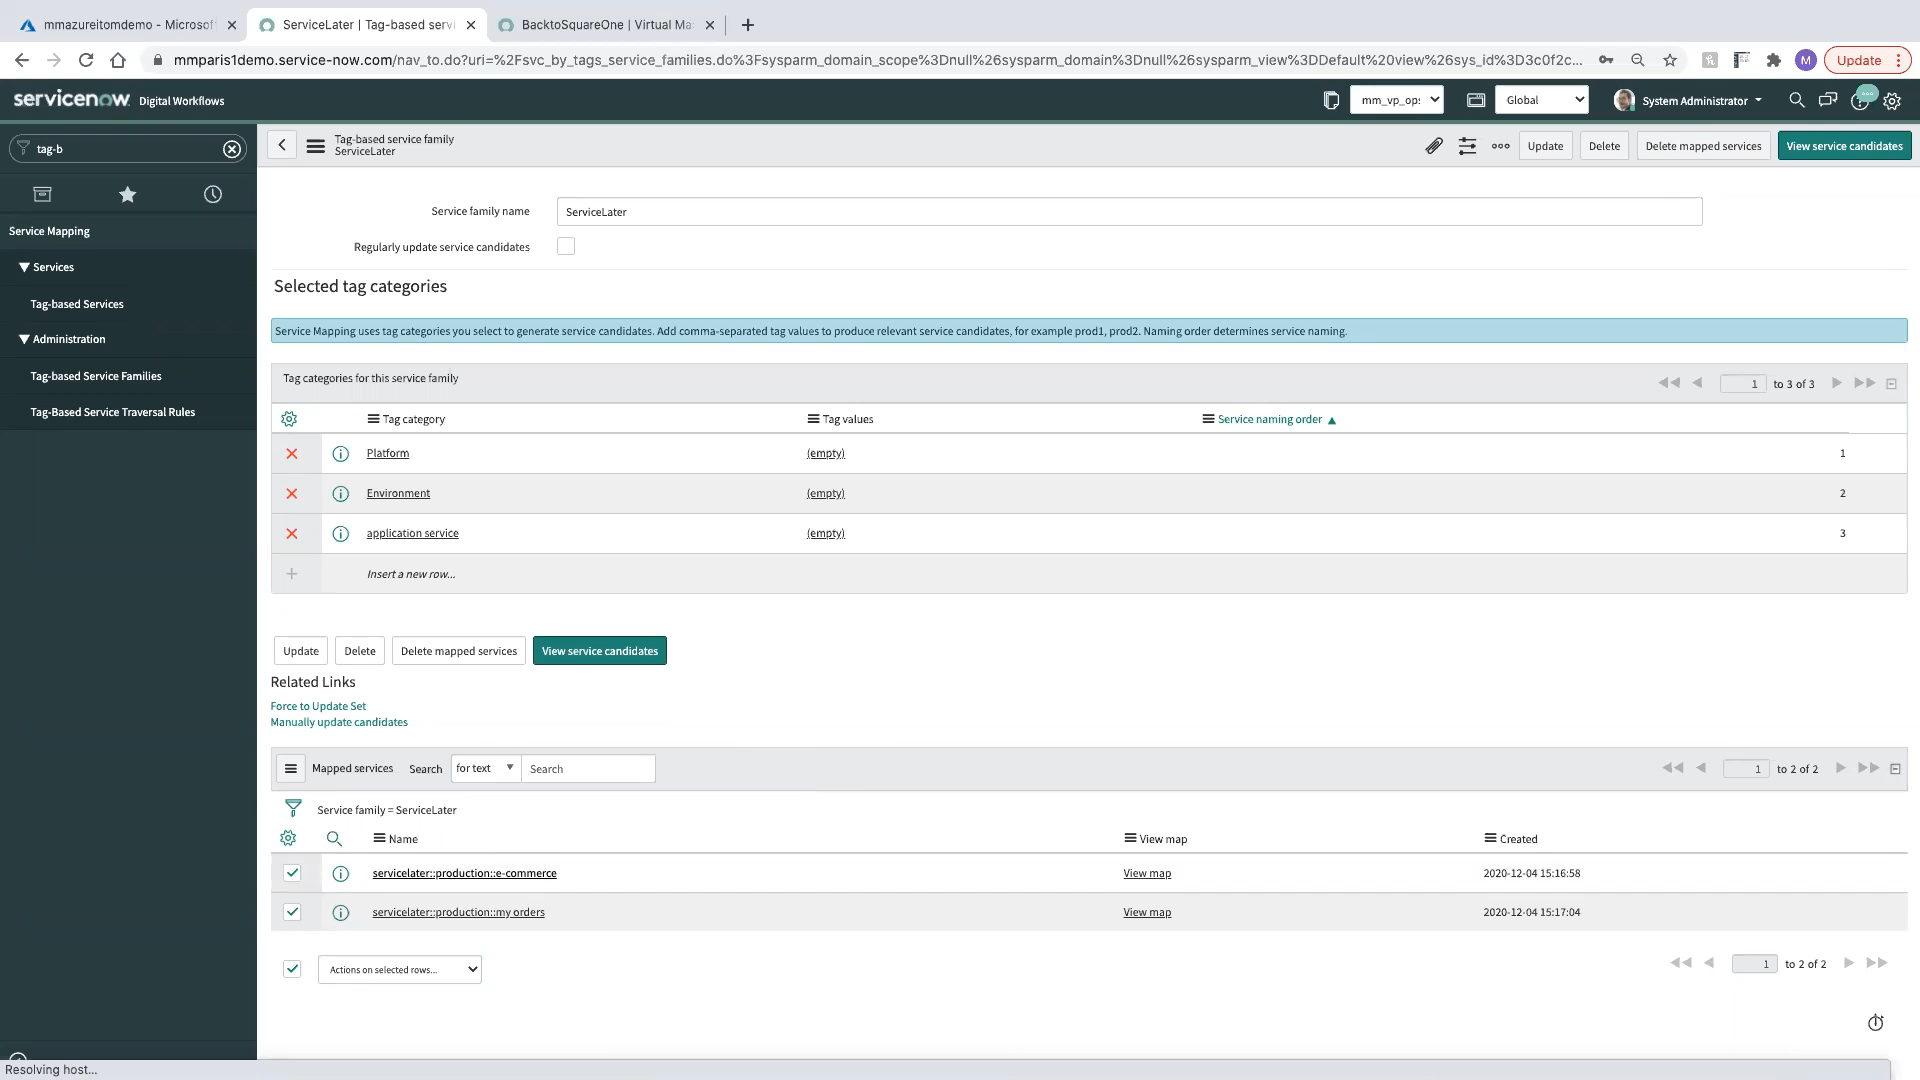 mmazureitomdemo - Microsof
ServiceLater | Tag-based servi
BacktoSquareOne | Virtual Ma
mmparis1demo.service-now.com/nav_to.do?uri=%2Fsvc_by_tags_service_families.do%3Fsysparm_domain_scope%3Dnull%26sysparm_domain%3Dnull%26sysparm_view%3DDefault%20view%26sys_id%3D3c0f2c...
M
Update
servicenow Digital Workflows
mm_vp_ops
Global
System Administrator
tag-b
Tag-based service family
ServiceLater
Update
Delete
Delete mapped services
View service candidates
Service Mapping
Services
Tag-based Services
Administration
Tag-based Service Families
Tag-Based Service Traversal Rules
Service family name
ServiceLater
Regularly update service candidates
Selected tag categories
Service Mapping uses tag categories you select to generate service candidates. Add comma-separated tag values to produce relevant service candidates, for example prod1, prod2. Naming order determines service naming.
Tag categories for this service family
1 to 3 of 3
Tag category Tag values Service naming order
Platform (empty) 1
Environment (empty) 2
application service (empty) 3
Insert a new row...
Update Delete Delete mapped services View service candidates
Related Links
Force to Update Set
Manually update candidates
Mapped services Search for text Search
1 to 2 of 2
Service family = ServiceLater
Name View map Created
servicelater::production::e-commerce View map 2020-12-04 15:16:58
servicelater::production::my orders View map 2020-12-04 15:17:04
Actions on selected rows...
1 to 2 of 2
Resolving host...